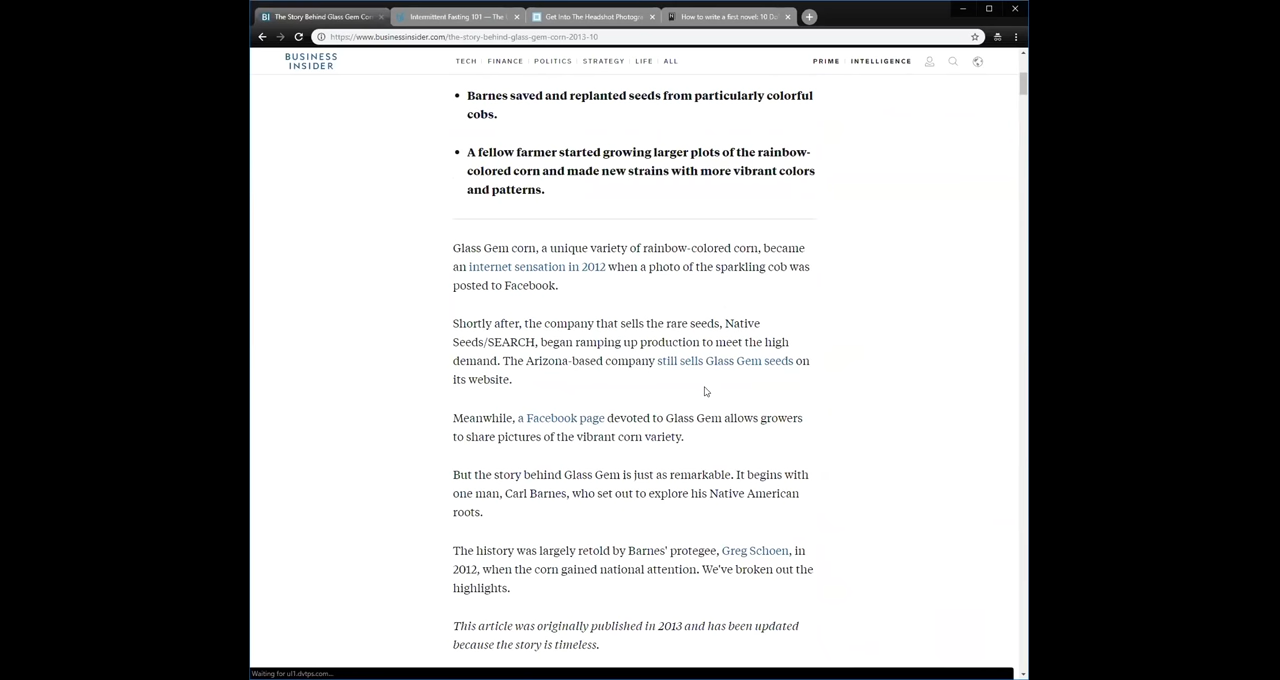 The Story Behind Glass Gem Cor
Intermittent Fasting 101 — The
Get Into The Headshot Photogra
How to write a first novel: 10 Do
https://www.businessinsider.com/the-story-behind-glass-gem-corn-2013-10
BUSINESS
INSIDER
TECH FINANCE POLITICS STRATEGY LIFE ALL
PRIME INTELLIGENCE
• Barnes saved and replanted seeds from particularly colorful
cobs.
• A fellow farmer started growing larger plots of the rainbow-
colored corn and made new strains with more vibrant colors
and patterns.
Glass Gem corn, a unique variety of rainbow-colored corn, became
an internet sensation in 2012 when a photo of the sparkling cob was
posted to Facebook.
Shortly after, the company that sells the rare seeds, Native
Seeds/SEARCH, began ramping up production to meet the high
demand. The Arizona-based company still sells Glass Gem seeds on
its website.
Meanwhile, a Facebook page devoted to Glass Gem allows growers
to share pictures of the vibrant corn variety.
But the story behind Glass Gem is just as remarkable. It begins with
one man, Carl Barnes, who set out to explore his Native American
roots.
The history was largely retold by Barnes' protegee, Greg Schoen, in
2012, when the corn gained national attention. We've broken out the
highlights.
This article was originally published in 2013 and has been updated
because the story is timeless.
Waiting for ul1.dvtps.com...